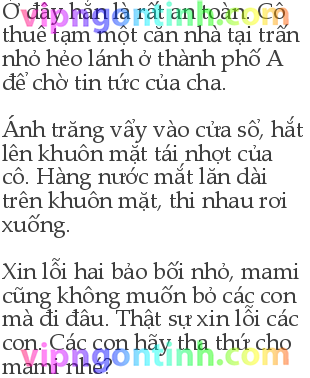 Ở đây hẳn là rất an toàn. Cô
thuê tạm một căn nhà tại trấn
nhỏ hẻo lánh ở thành phố A
để chờ tin tức của cha.
Ánh trăng vẩy vào cửa sổ, hắt
lên khuôn mặt tái nhợt của
cô. Hàng nước mắt lăn dài
trên khuôn mặt, thi nhau rơi
xuống.
Xin lỗi hai bảo bối nhỏ, mami
cũng không muốn bỏ các con
mà đi đâu. Thật sự xin lỗi các
con. Các con hãy tha thứ cho
mami nhé?
vipngontinh.com
vipngontinh.com